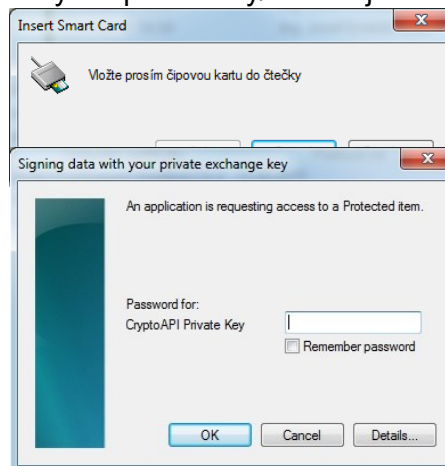 Insert Smart Card
Vložte prosím čipovou kartu do čtečky
Signing data with your private exchange key
An application is requesting access to a Protected item.
Password for:
CryptoAPI Private Key
Remember password
OK
Cancel
Details...